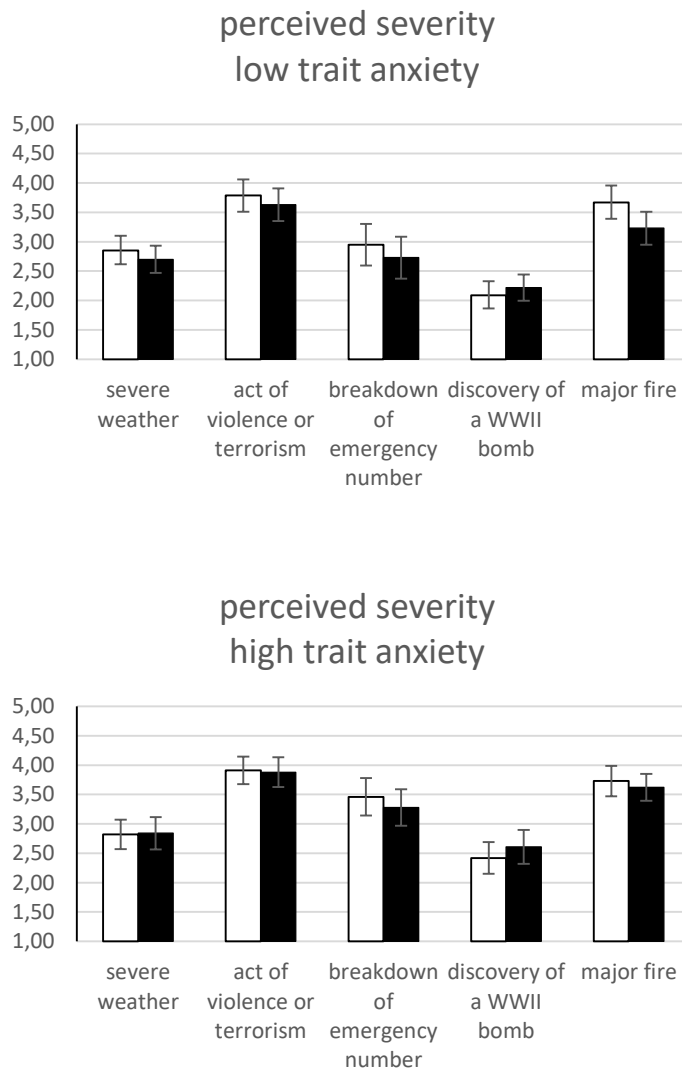 perceived severity
low trait anxiety
5,00
4,50
4,00
3,50
3,00
2,50
2,00
1,50
1,00
severe weather
act of violence or terrorism
breakdown of emergency number
discovery of a WWII bomb
major fire
perceived severity
high trait anxiety
5,00
4,50
4,00
3,50
3,00
2,50
2,00
1,50
1,00
severe weather
act of violence or terrorism
breakdown of emergency number
discovery of a WWII bomb
major fire